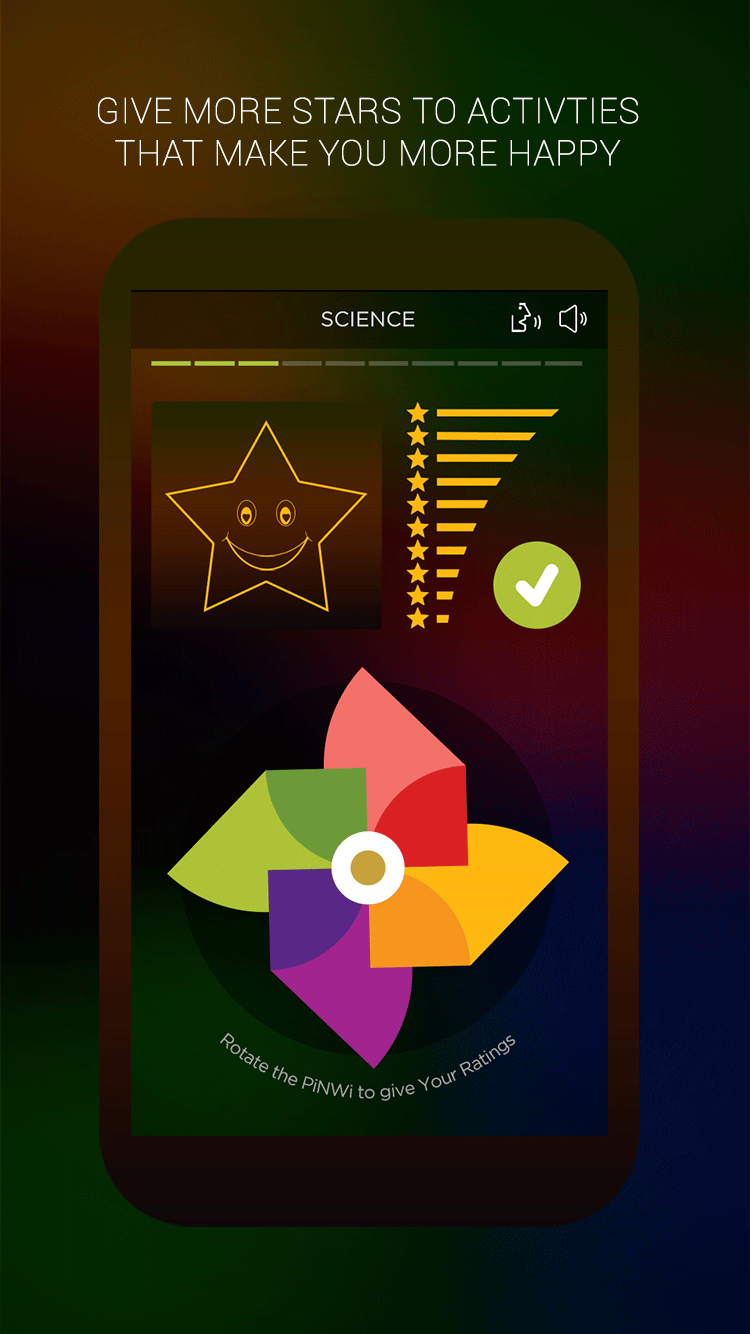 GIVE MORE STARS TO ACTIVTIES
THAT MAKE YOU MORE HAPPY
SCIENCE
Rotate the PiNWi to give Your Ratings